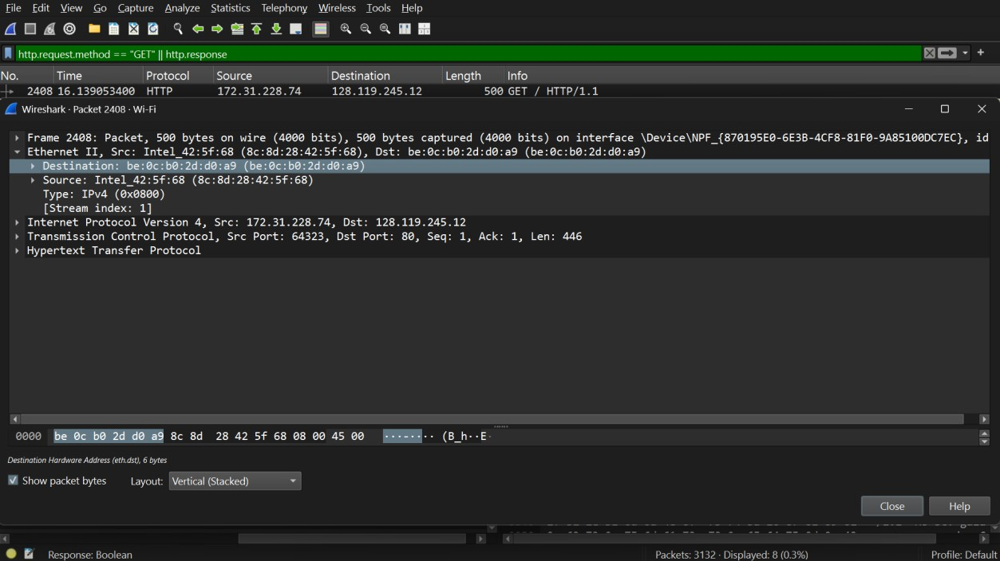 File Edit View Go Capture Analyze Statistics Telephony Wireless Tools Help
http.request.method == "GET" || http.response
No. Time Protocol Source Destination Length Info
2408 16.139053400 HTTP 172.31.228.74 128.119.245.12 500 GET / HTTP/1.1
Wireshark · Packet 2408 · Wi-Fi
Frame 2408: Packet, 500 bytes on wire (4000 bits), 500 bytes captured (4000 bits) on interface \Device\NPF_{870195E0-6E3B-4CF8-81F0-9A85100DC7EC}, id
Ethernet II, Src: Intel_42:5f:68 (8c:8d:28:42:5f:68), Dst: be:0c:b0:2d:d0:a9 (be:0c:b0:2d:d0:a9)
Destination: be:0c:b0:2d:d0:a9 (be:0c:b0:2d:d0:a9)
Source: Intel_42:5f:68 (8c:8d:28:42:5f:68)
Type: IPv4 (0x0800)
[Stream index: 1]
Internet Protocol Version 4, Src: 172.31.228.74, Dst: 128.119.245.12
Transmission Control Protocol, Src Port: 64323, Dst Port: 80, Seq: 1, Ack: 1, Len: 446
Hypertext Transfer Protocol
0000 be 0c b0 2d d0 a9 8c 8d 28 42 5f 68 08 00 45 00 ···-···· (B_h··E·
Destination Hardware Address (eth.dst), 6 bytes
Show packet bytes Layout: Vertical (Stacked)
Close Help
Response: Boolean Packets: 3132 · Displayed: 8 (0.3%) Profile: Default